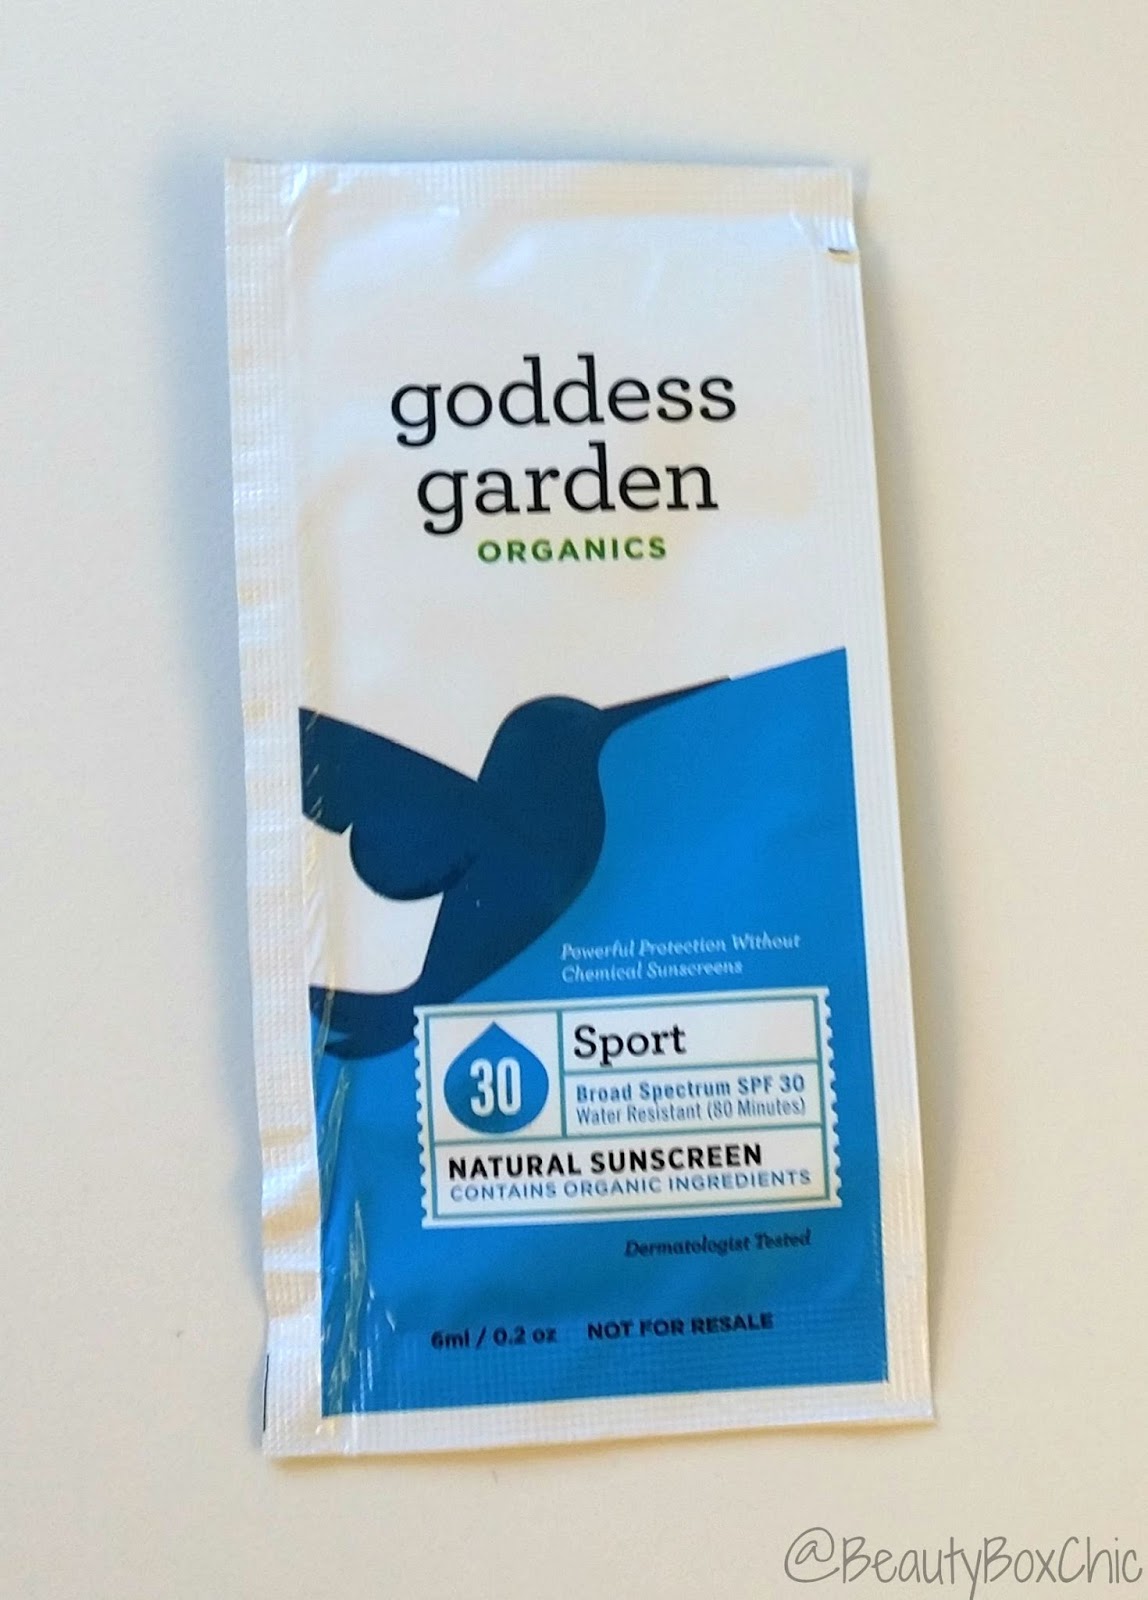 goddess
garden
ORGANICS
Powerful Protection Without
Chemical Sunscreens
30
Sport
Broad Spectrum SPF 30
Water Resistant (80 Minutes)
NATURAL SUNSCREEN
CONTAINS ORGANIC INGREDIENTS
Dermatologist Tested
6ml / 0.2 oz NOT FOR RESALE
@BeautyBoxChic